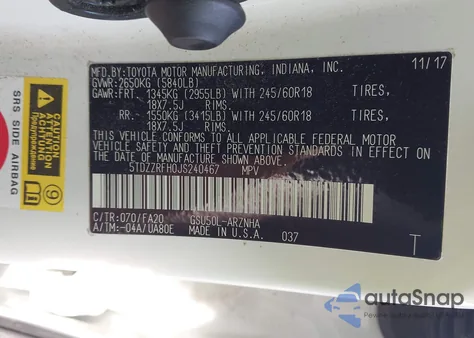 MFD.BY:TOYOTA MOTOR MANUFACTURING, INDIANA, INC. 11/17
GVWR:2650KG (5840LB)
GAWR:FRT. 1345KG (2955LB) WITH 245/60R18 TIRES,
18X7.5J RIMS.
RR. 1550KG (3415LB) WITH 245/60R18 TIRES,
18X7.5J RIMS.
THIS VEHICLE CONFORMS TO ALL APPLICABLE FEDERAL MOTOR
VEHICLE SAFETY AND THEFT PREVENTION STANDARDS IN EFFECT
ON THE DATE OF MANUFACTURE SHOWN ABOVE.
5TDZZRFH0JS240467 MPV
C/TR:070/FA20 GSU50L-ARZNHA
A/TM:-04A/UA80E MADE IN U.S.A. 037
T
SRS SIDE AIRBAG
ATTENTION
Предупреждение
autoSnap